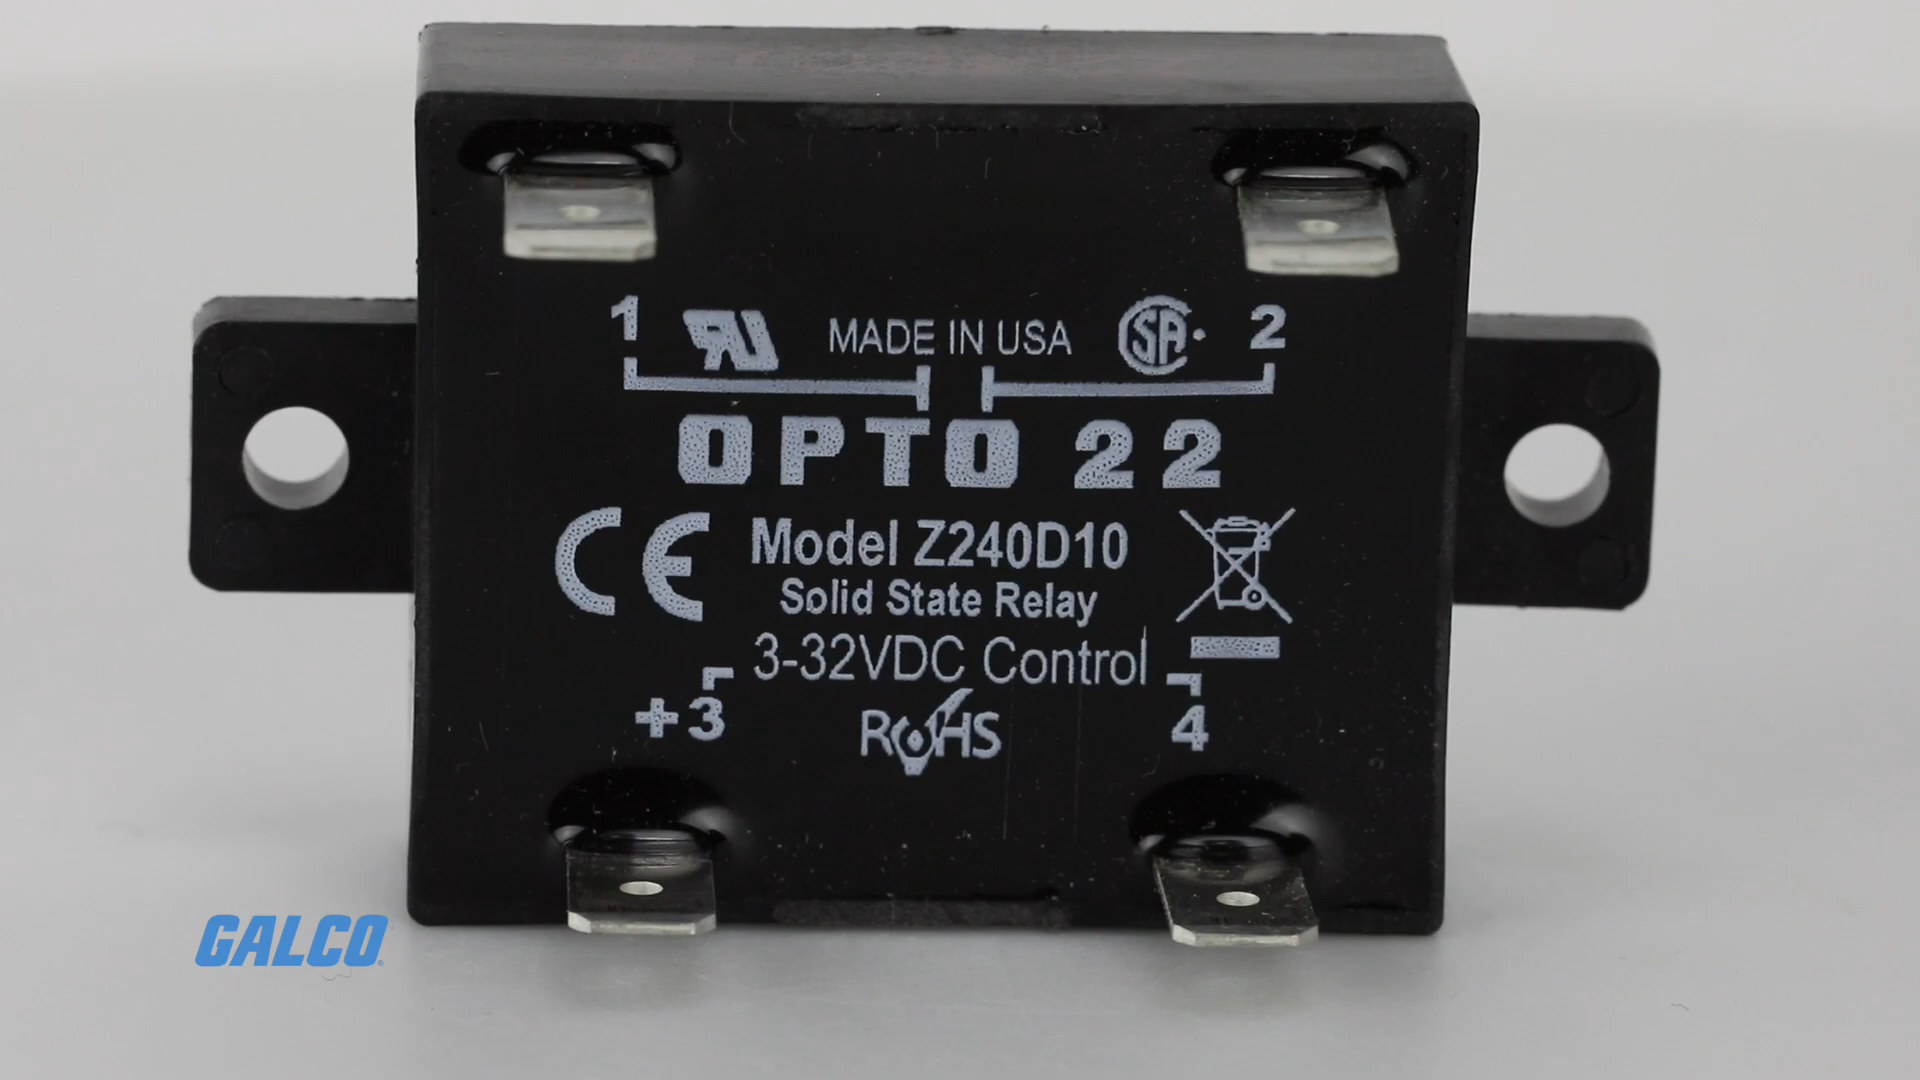 1 MADE IN USA 2
OPTO 22
CE Model Z240D10
Solid State Relay
3-32VDC Control
+3 RoHS 4
GALCO